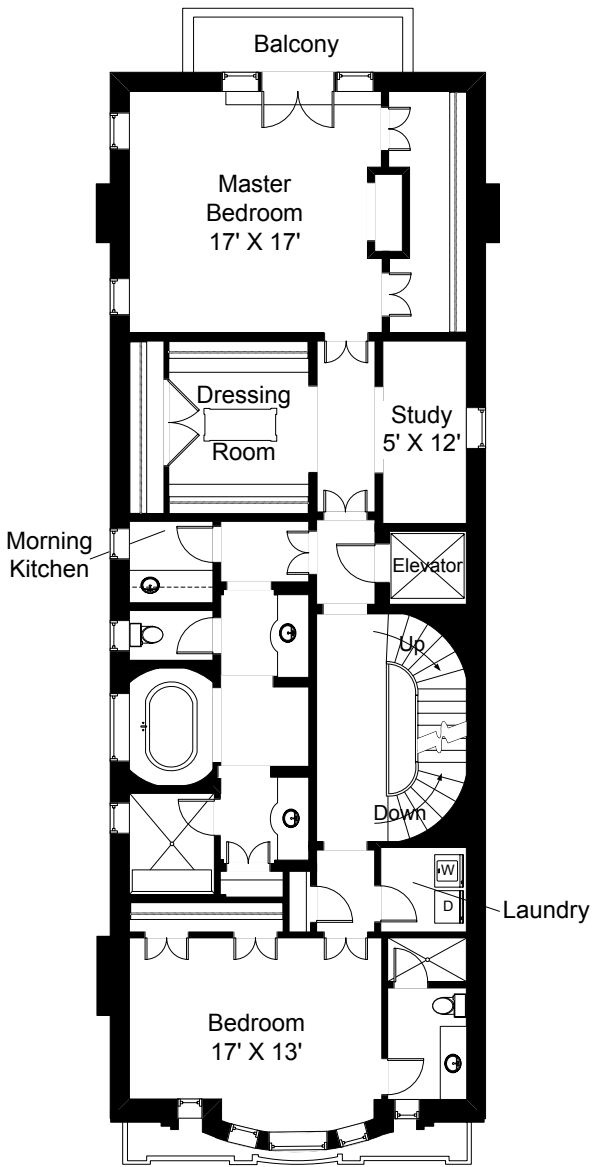 Balcony
Master
Bedroom
17' X 17'
Dressing
Room
Study
5' X 12'
Morning
Kitchen
Elevator
Up
Down
W
D
Laundry
Bedroom
17' X 13'